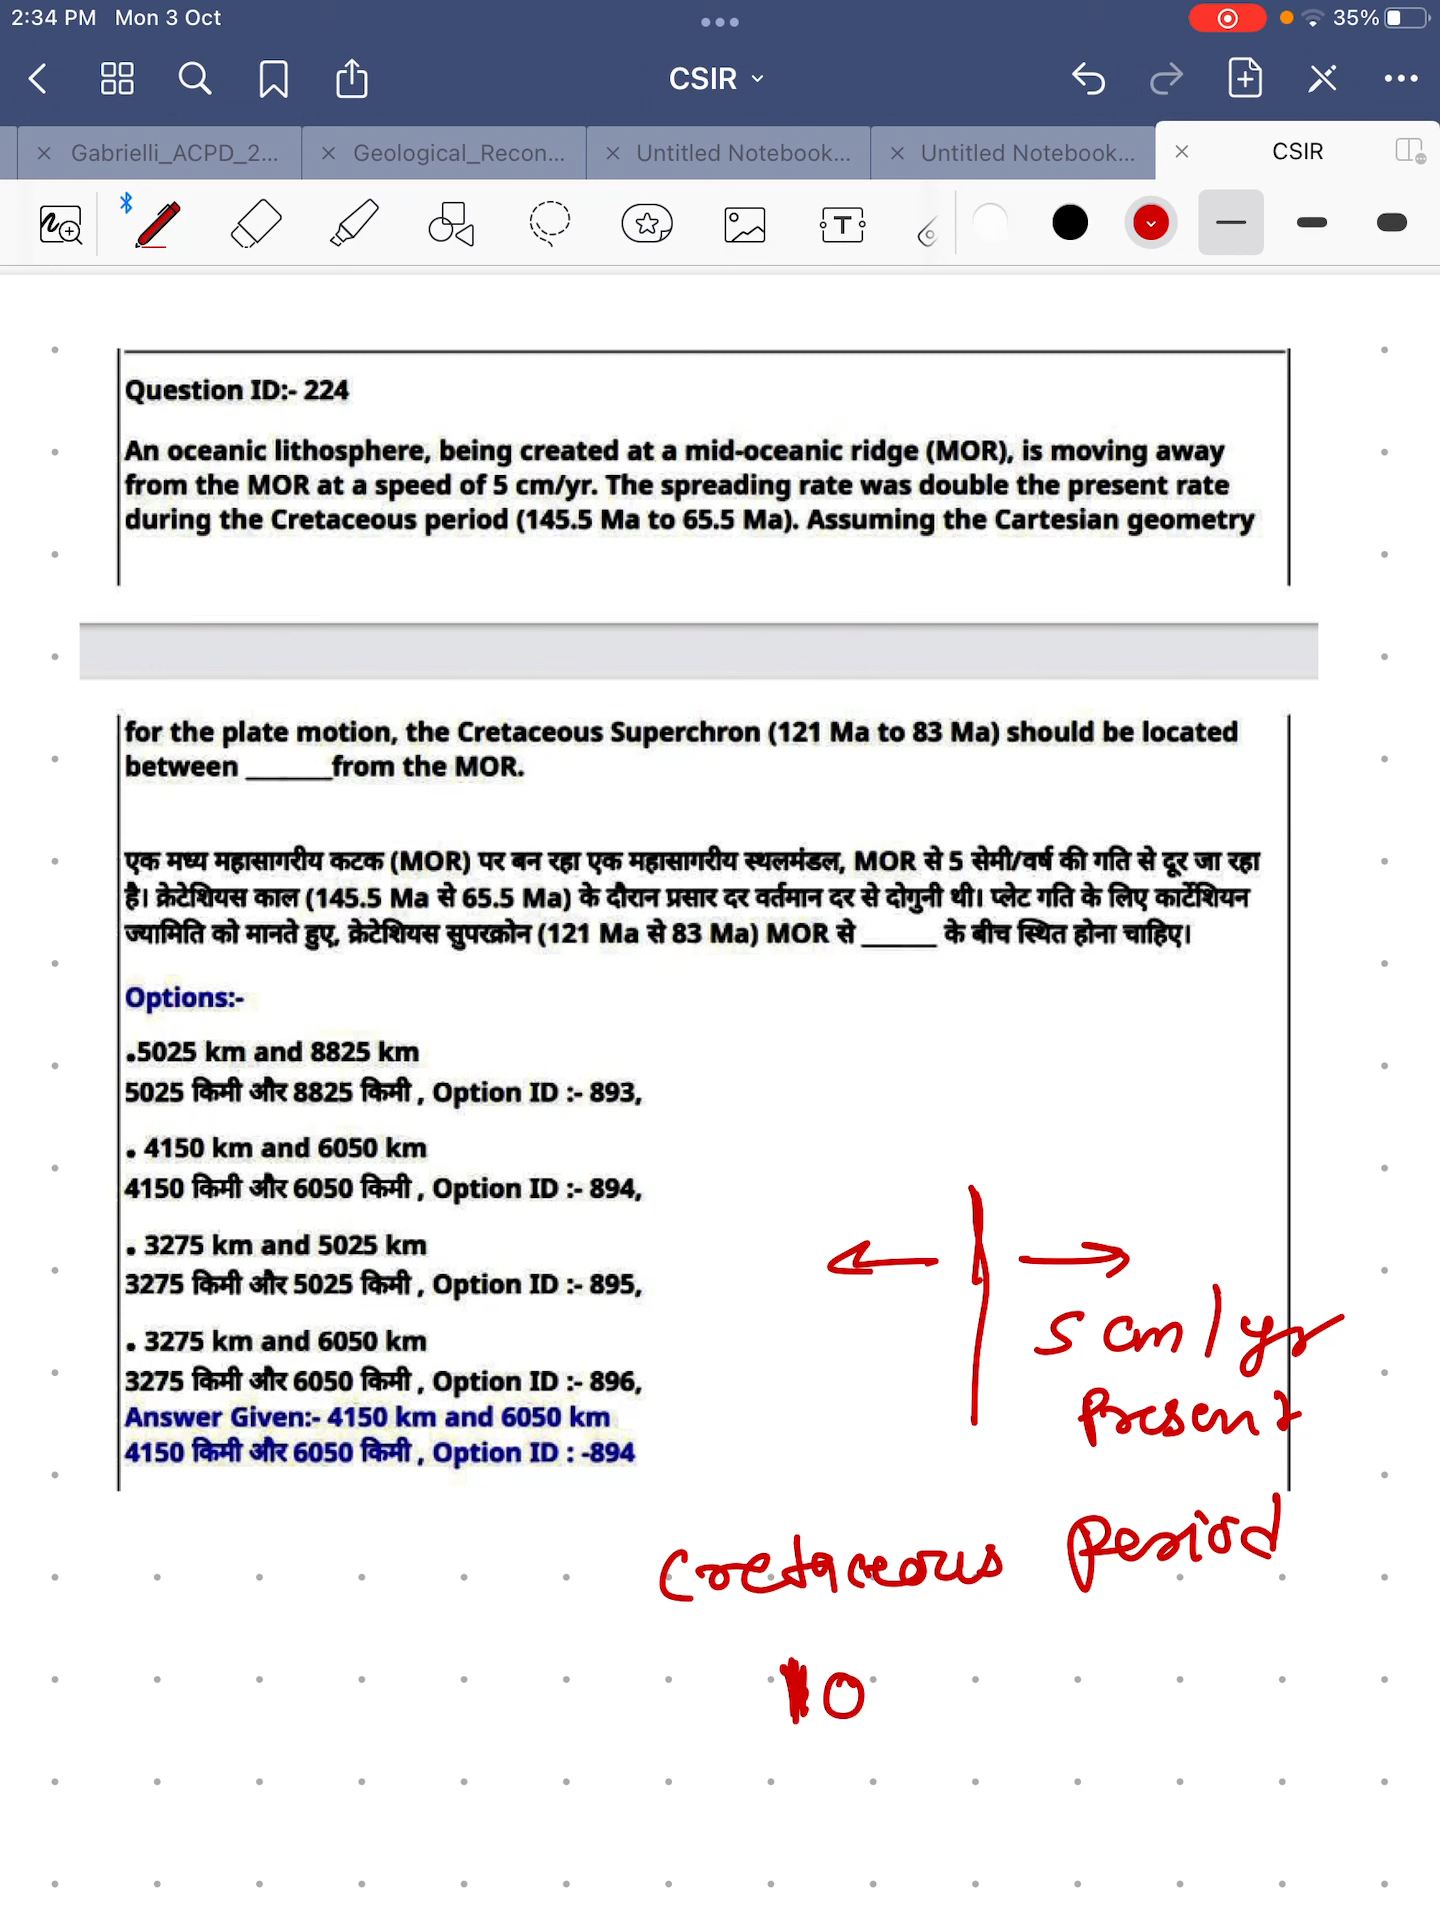 2:34 PM Mon 3 Oct
35%
CSIR
Gabrielli_ACPD_2...
Geological_Recon...
Untitled Notebook...
Untitled Notebook...
CSIR
T
Question ID:- 224
An oceanic lithosphere, being created at a mid-oceanic ridge (MOR), is moving away
from the MOR at a speed of 5 cm/yr. The spreading rate was double the present rate
during the Cretaceous period (145.5 Ma to 65.5 Ma). Assuming the Cartesian geometry
for the plate motion, the Cretaceous Superchron (121 Ma to 83 Ma) should be located
between ______from the MOR.
एक मध्य महासागरीय कटक (MOR) पर बन रहा एक महासागरीय स्थलमंडल, MOR से 5 सेमी/वर्ष की गति से दूर जा रहा
है। क्रेटेशियस काल (145.5 Ma से 65.5 Ma) के दौरान प्रसार दर वर्तमान दर से दोगुनी थी। प्लेट गति के लिए कार्टेशियन
ज्यामिति को मानते हुए, क्रेटेशियस सुपरक्रोन (121 Ma से 83 Ma) MOR से ______ के बीच स्थित होना चाहिए।
Options:-
.5025 km and 8825 km
5025 किमी और 8825 किमी , Option ID :- 893,
. 4150 km and 6050 km
4150 किमी और 6050 किमी , Option ID :- 894,
. 3275 km and 5025 km
3275 किमी और 5025 किमी , Option ID :- 895,
. 3275 km and 6050 km
3275 किमी और 6050 किमी , Option ID :- 896,
Answer Given:- 4150 km and 6050 km
4150 किमी और 6050 किमी , Option ID : -894
5 cm/yr
Present
Cretaceous Period
10